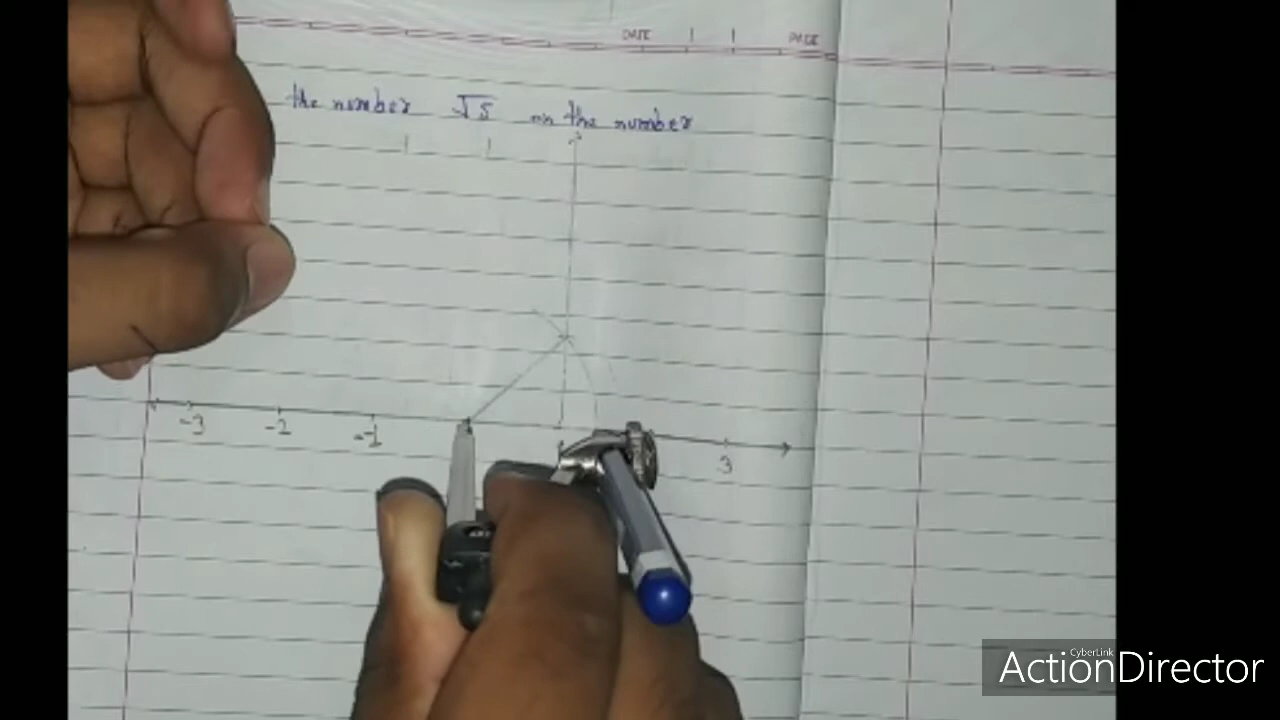 DATE PAGE
the number √5 on the number
-3 -2 -1 3
CyberLink
ActionDirector